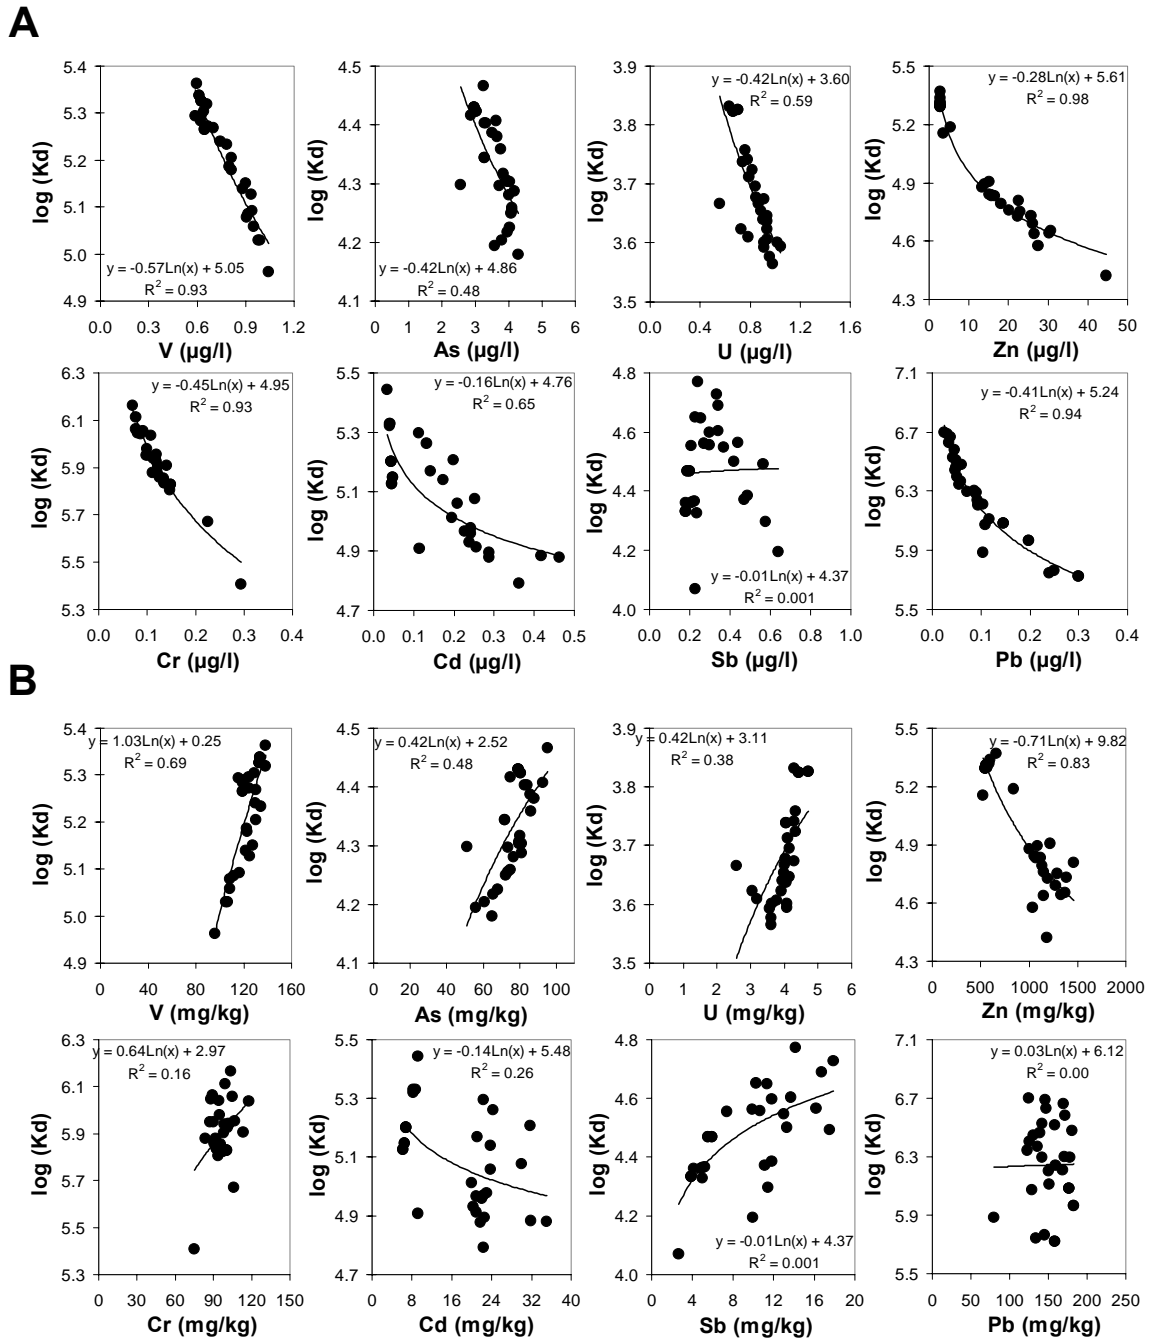 A
y = -0.57Ln(x) + 5.05
R² = 0.93
5.4
5.3
5.2
5.1
5.0
4.9
0.0 0.3 0.6 0.9 1.2
log (Kd)
V (µg/l)
y = -0.42Ln(x) + 4.86
R² = 0.48
4.5
4.4
4.3
4.2
4.1
0 1 2 3 4 5 6
log (Kd)
As (µg/l)
y = -0.42Ln(x) + 3.60
R² = 0.59
3.9
3.8
3.7
3.6
3.5
0.0 0.4 0.8 1.2 1.6
log (Kd)
U (µg/l)
y = -0.28Ln(x) + 5.61
R² = 0.98
5.5
5.2
4.9
4.6
4.3
0 10 20 30 40 50
log (Kd)
Zn (µg/l)
y = -0.45Ln(x) + 4.95
R² = 0.93
6.3
6.1
5.9
5.7
5.5
5.3
0.0 0.1 0.2 0.3 0.4
log (Kd)
Cr (µg/l)
y = -0.16Ln(x) + 4.76
R² = 0.65
5.5
5.3
5.1
4.9
4.7
0.0 0.1 0.2 0.3 0.4 0.5
log (Kd)
Cd (µg/l)
y = -0.01Ln(x) + 4.37
R² = 0.001
4.8
4.6
4.4
4.2
4.0
0.0 0.2 0.4 0.6 0.8 1.0
log (Kd)
Sb (µg/l)
y = -0.41Ln(x) + 5.24
R² = 0.94
7.1
6.7
6.3
5.9
5.5
0.0 0.1 0.2 0.3 0.4
log (Kd)
Pb (µg/l)
B
y = 1.03Ln(x) + 0.25
R² = 0.69
5.4
5.3
5.2
5.1
5.0
4.9
0 40 80 120 160
log (Kd)
V (mg/kg)
y = 0.42Ln(x) + 2.52
R² = 0.48
4.5
4.4
4.3
4.2
4.1
0 20 40 60 80 100
log (Kd)
As (mg/kg)
y = 0.42Ln(x) + 3.11
R² = 0.38
3.9
3.8
3.7
3.6
3.5
0 1 2 3 4 5 6
log (Kd)
U (mg/kg)
y = -0.71Ln(x) + 9.82
R² = 0.83
5.5
5.2
4.9
4.6
4.3
0 500 1000 1500 2000
log (Kd)
Zn (mg/kg)
y = 0.64Ln(x) + 2.97
R² = 0.16
6.3
6.1
5.9
5.7
5.5
5.3
0 30 60 90 120 150
log (Kd)
Cr (mg/kg)
y = -0.14Ln(x) + 5.48
R² = 0.26
5.5
5.3
5.1
4.9
4.7
0 8 16 24 32 40
log (Kd)
Cd (mg/kg)
y = -0.01Ln(x) + 4.37
R² = 0.001
4.8
4.6
4.4
4.2
4.0
0 4 8 12 16 20
log (Kd)
Sb (mg/kg)
y = 0.03Ln(x) + 6.12
R² = 0.00
7.1
6.7
6.3
5.9
5.5
0 50 100 150 200 250
log (Kd)
Pb (mg/kg)